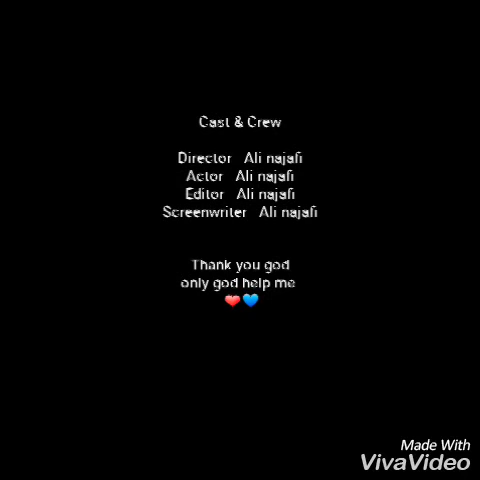 Cast & Crew
Director Ali najafi
Actor Ali najafi
Editor Ali najafi
Screenwriter Ali najafi
Thank you god
only god help me
❤💙
Made With
VivaVideo